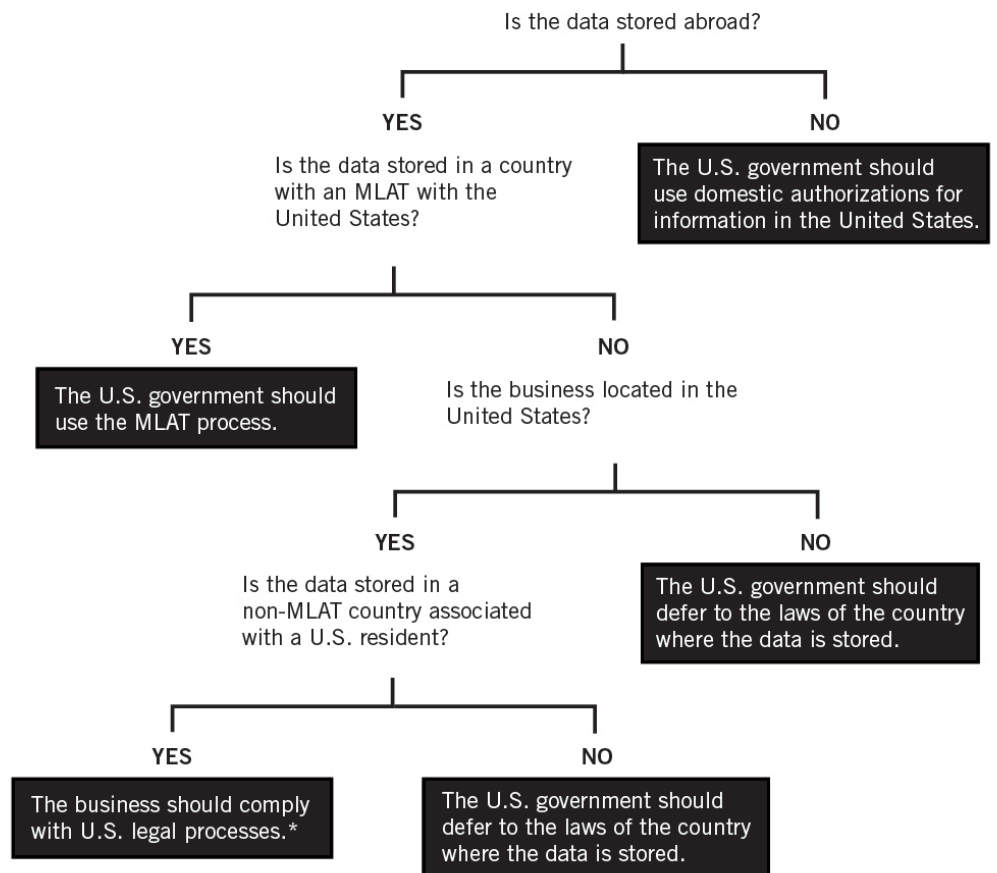 Is the data stored abroad?
YES
NO
Is the data stored in a country
with an MLAT with the
United States?
The U.S. government should
use domestic authorizations for
information in the United States.
YES
NO
The U.S. government should
use the MLAT process.
Is the business located in the
United States?
YES
NO
Is the data stored in a
non-MLAT country associated
with a U.S. resident?
The U.S. government should
defer to the laws of the country
where the data is stored.
YES
NO
The business should comply
with U.S. legal processes.*
The U.S. government should
defer to the laws of the country
where the data is stored.